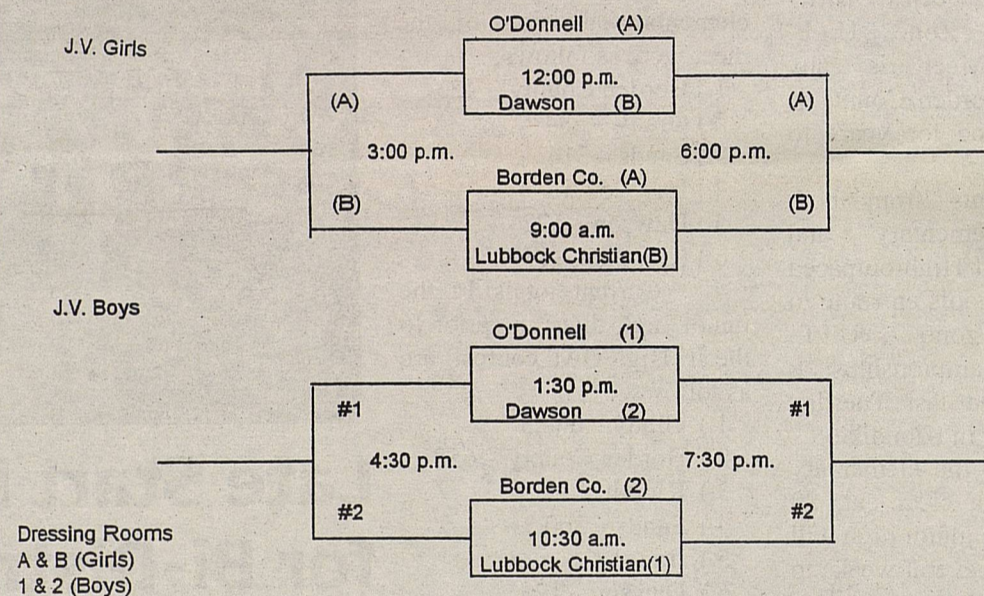 J.V. Girls
O'Donnell (A)
12:00 p.m.
Dawson (B)
(A)
(A)
3:00 p.m.
6:00 p.m.
Borden Co. (A)
(B)
(B)
9:00 a.m.
Lubbock Christian(B)
J.V. Boys
O'Donnell (1)
1:30 p.m.
Dawson (2)
#1
#1
4:30 p.m.
7:30 p.m.
Borden Co. (2)
#2
#2
10:30 a.m.
Lubbock Christian(1)
Dressing Rooms
A & B (Girls)
1 & 2 (Boys)